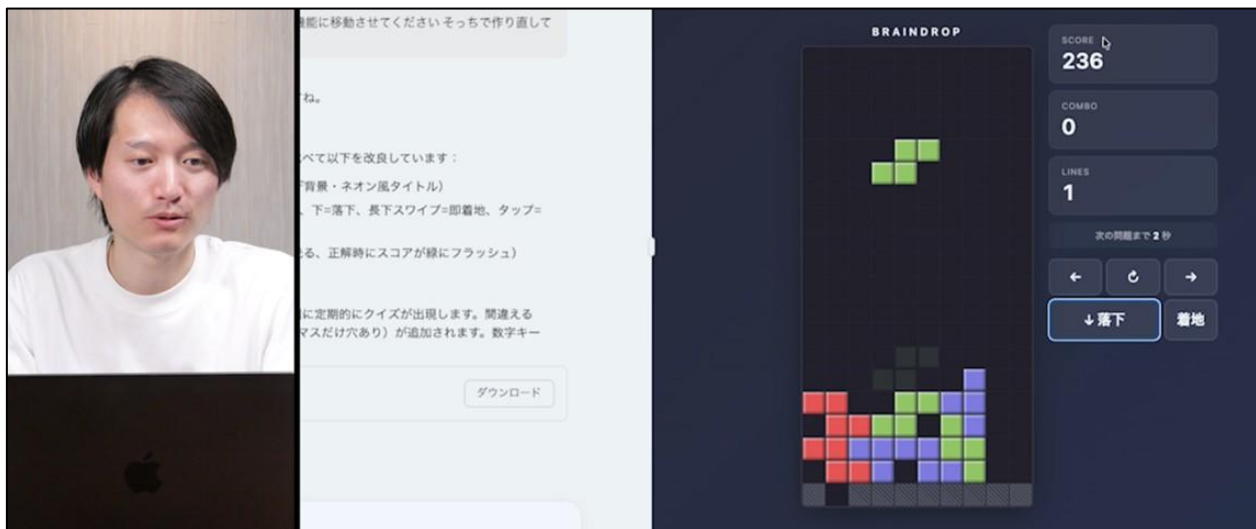 機能に移動させてください そっちで作り直して
ね。
べて以下を改良しています：
背景・ネオン風タイトル）
、下=落下、長下スワイプ=即着地、タップ=
る、正解時にスコアが緑にフラッシュ）
に定期的にクイズが出現します。間違える
マスだけ穴あり）が追加されます。数字キー
ダウンロード
BRAINDROP
SCORE
236
COMBO
0
LINES
1
次の問題まで 2 秒
← ↻ →
↓ 落下 着地